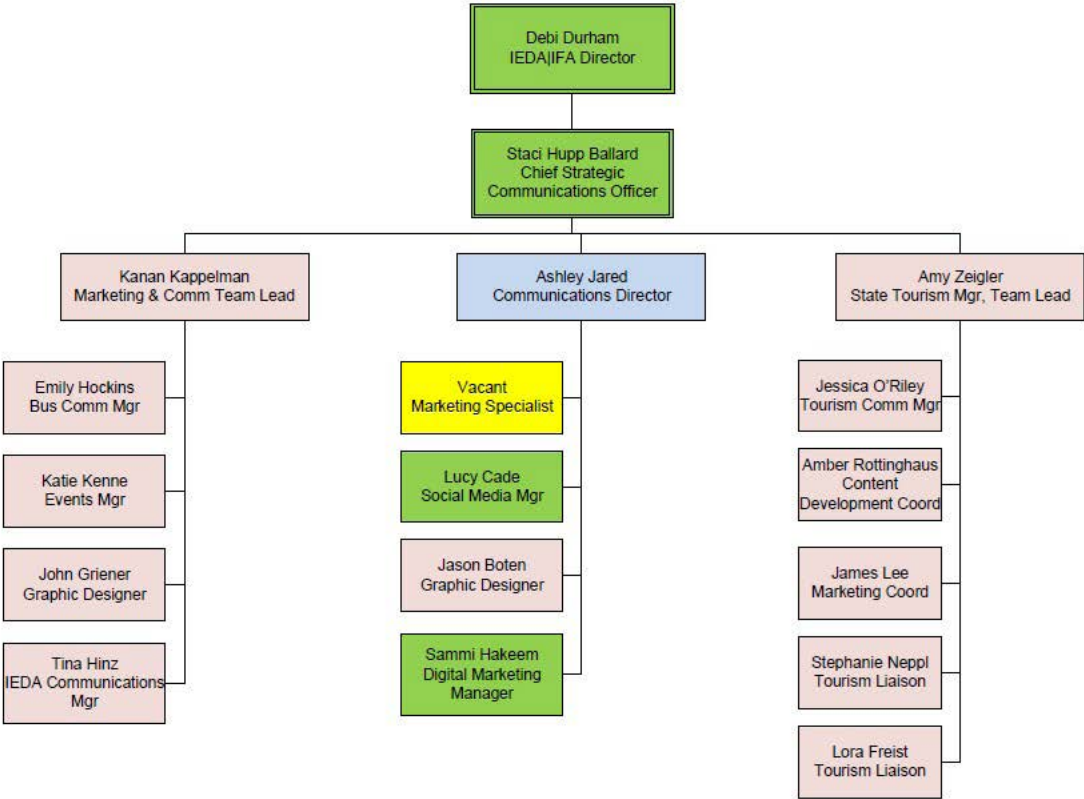 Debi Durham
IEDA|IFA Director
Staci Hupp Ballard
Chief Strategic
Communications Officer
Kanan Kappelman
Marketing & Comm Team Lead
Ashley Jared
Communications Director
Amy Zeigler
State Tourism Mgr, Team Lead
Emily Hockins
Bus Comm Mgr
Katie Kenne
Events Mgr
John Griener
Graphic Designer
Tina Hinz
IEDA Communications
Mgr
Vacant
Marketing Specialist
Lucy Cade
Social Media Mgr
Jason Boten
Graphic Designer
Sammi Hakeem
Digital Marketing
Manager
Jessica O’Riley
Tourism Comm Mgr
Amber Rottinghaus
Content
Development Coord
James Lee
Marketing Coord
Stephanie Neppl
Tourism Liaison
Lora Freist
Tourism Liaison